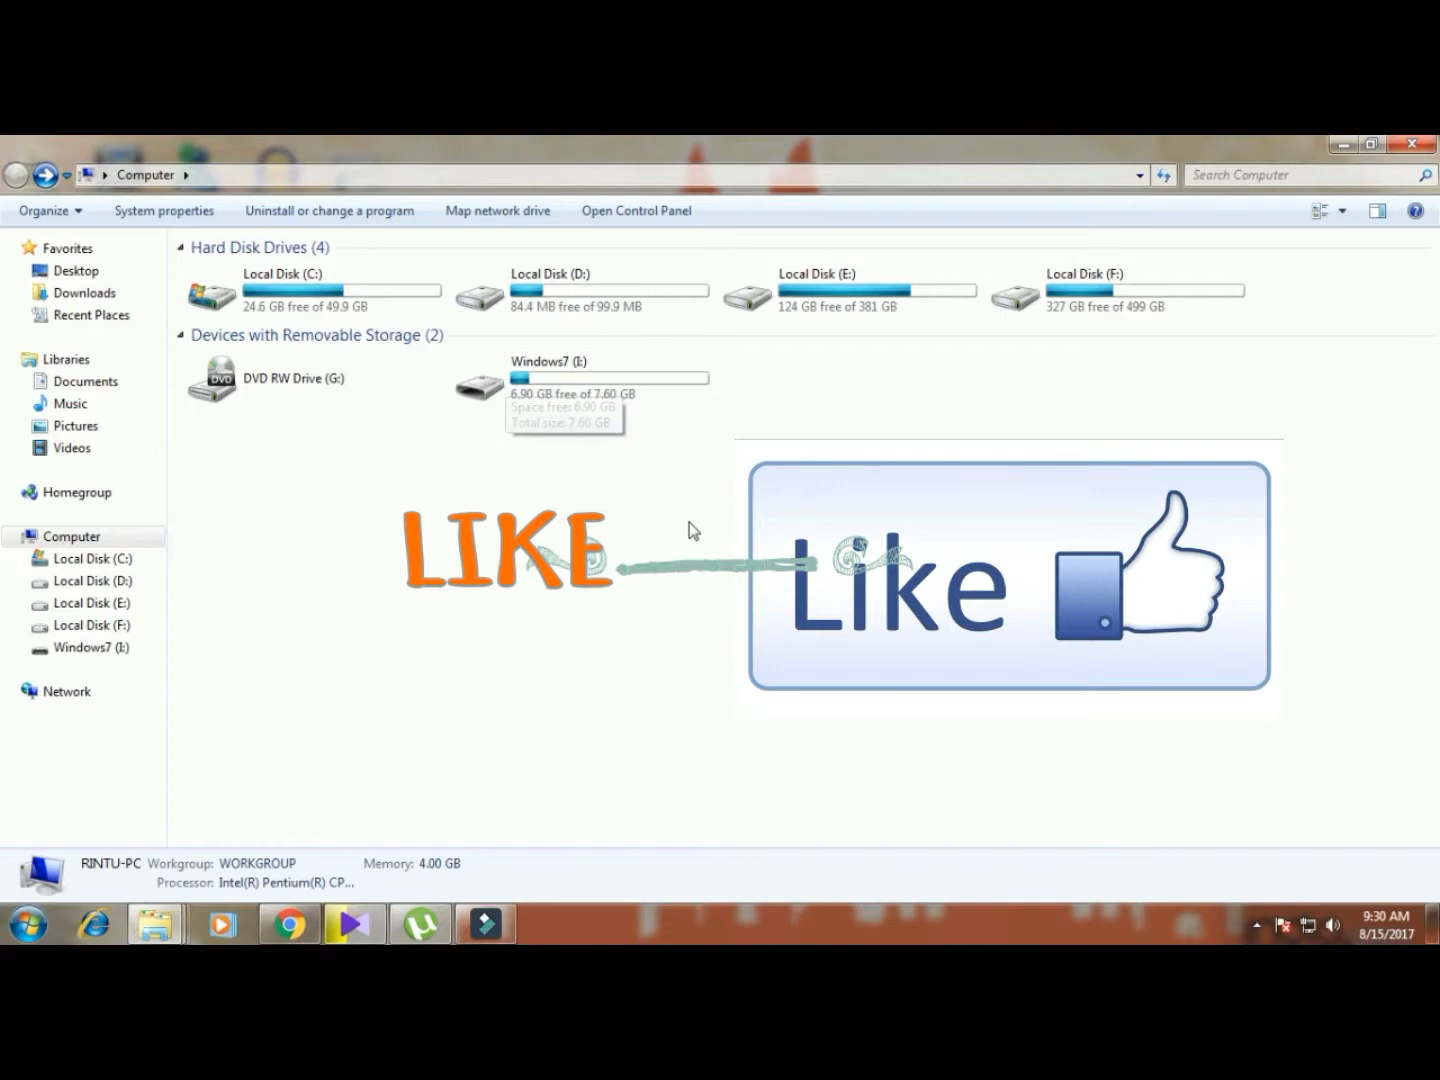 Computer
Search Computer
Organize System properties Uninstall or change a program Map network drive Open Control Panel
Favorites
Desktop
Downloads
Recent Places
Libraries
Documents
Music
Pictures
Videos
Homegroup
Computer
Local Disk (C:)
Local Disk (D:)
Local Disk (E:)
Local Disk (F:)
Windows7 (I:)
Network
Hard Disk Drives (4)
Local Disk (C:)
24.6 GB free of 49.9 GB
Local Disk (D:)
84.4 MB free of 99.9 MB
Local Disk (E:)
124 GB free of 381 GB
Local Disk (F:)
327 GB free of 499 GB
Devices with Removable Storage (2)
DVD
DVD RW Drive (G:)
Windows7 (I:)
6.90 GB free of 7.60 GB
Space free: 6.90 GB
Total size: 7.60 GB
LIKE
Like
RINTU-PC Workgroup: WORKGROUP Memory: 4.00 GB
Processor: Intel(R) Pentium(R) CP...
9:30 AM
8/15/2017